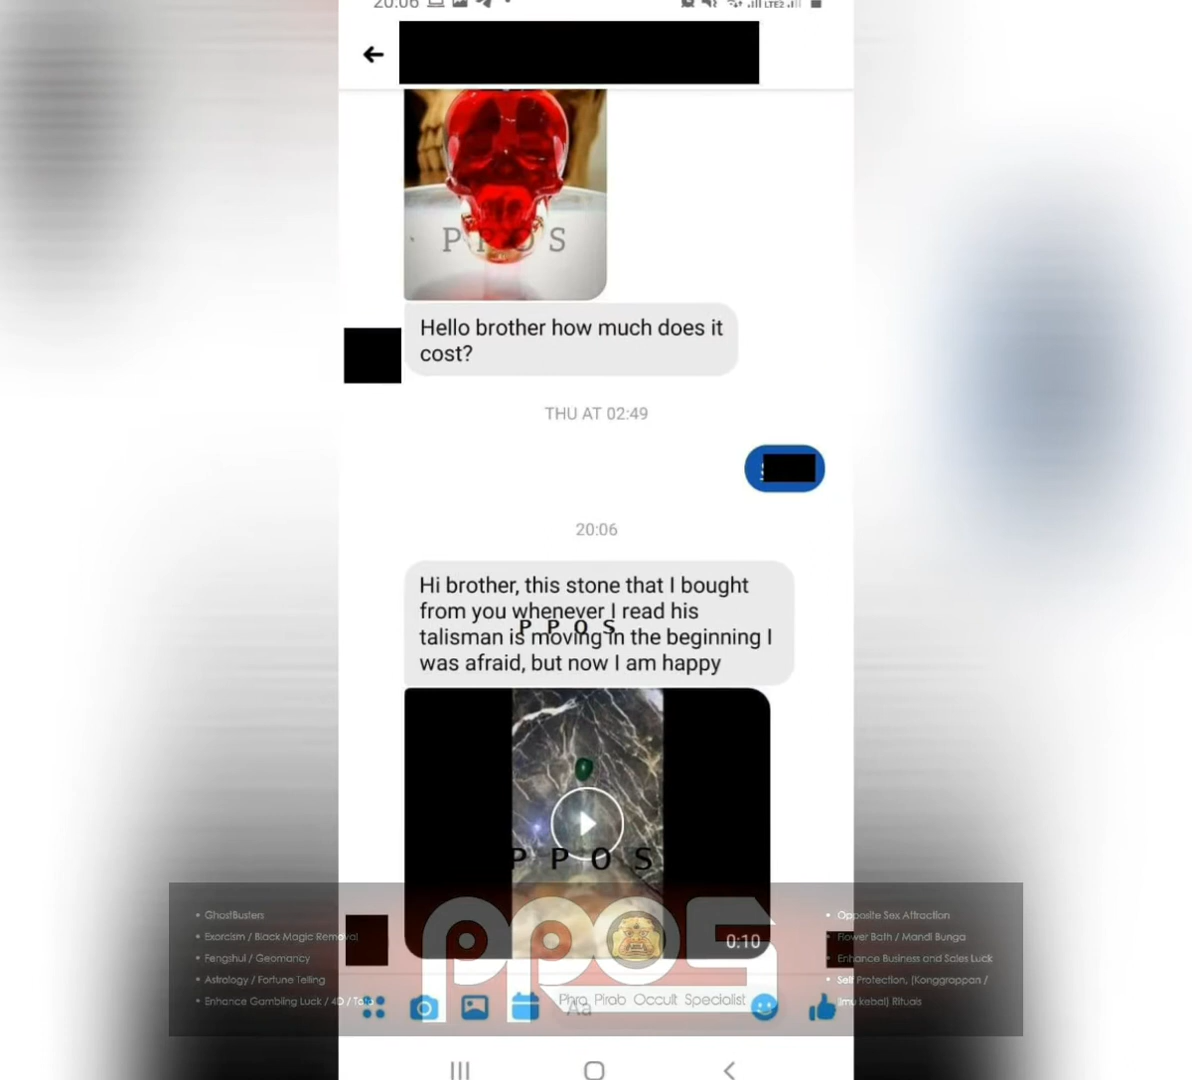 20:06
LTE2
P P O S
Hello brother how much does it
cost?
THU AT 02:49
20:06
Hi brother, this stone that I bought
from you whenever I read his
talisman is moving in the beginning I
was afraid, but now I am happy
P P O S
P P O S
0:10
• GhostBusters
• Exorcism / Black Magic Removal
• Fengshui / Geomancy
• Astrology / Fortune Telling
• Enhance Gambling Luck / 4D / Toto
PPOS
Phra Pirab Occult Specialist
Aa
• Opposite Sex Attraction
• Flower Bath / Mandi Bunga
• Enhance Business and Sales Luck
• Self Protection, (Konggrappan /
Ilmu kebal) Rituals